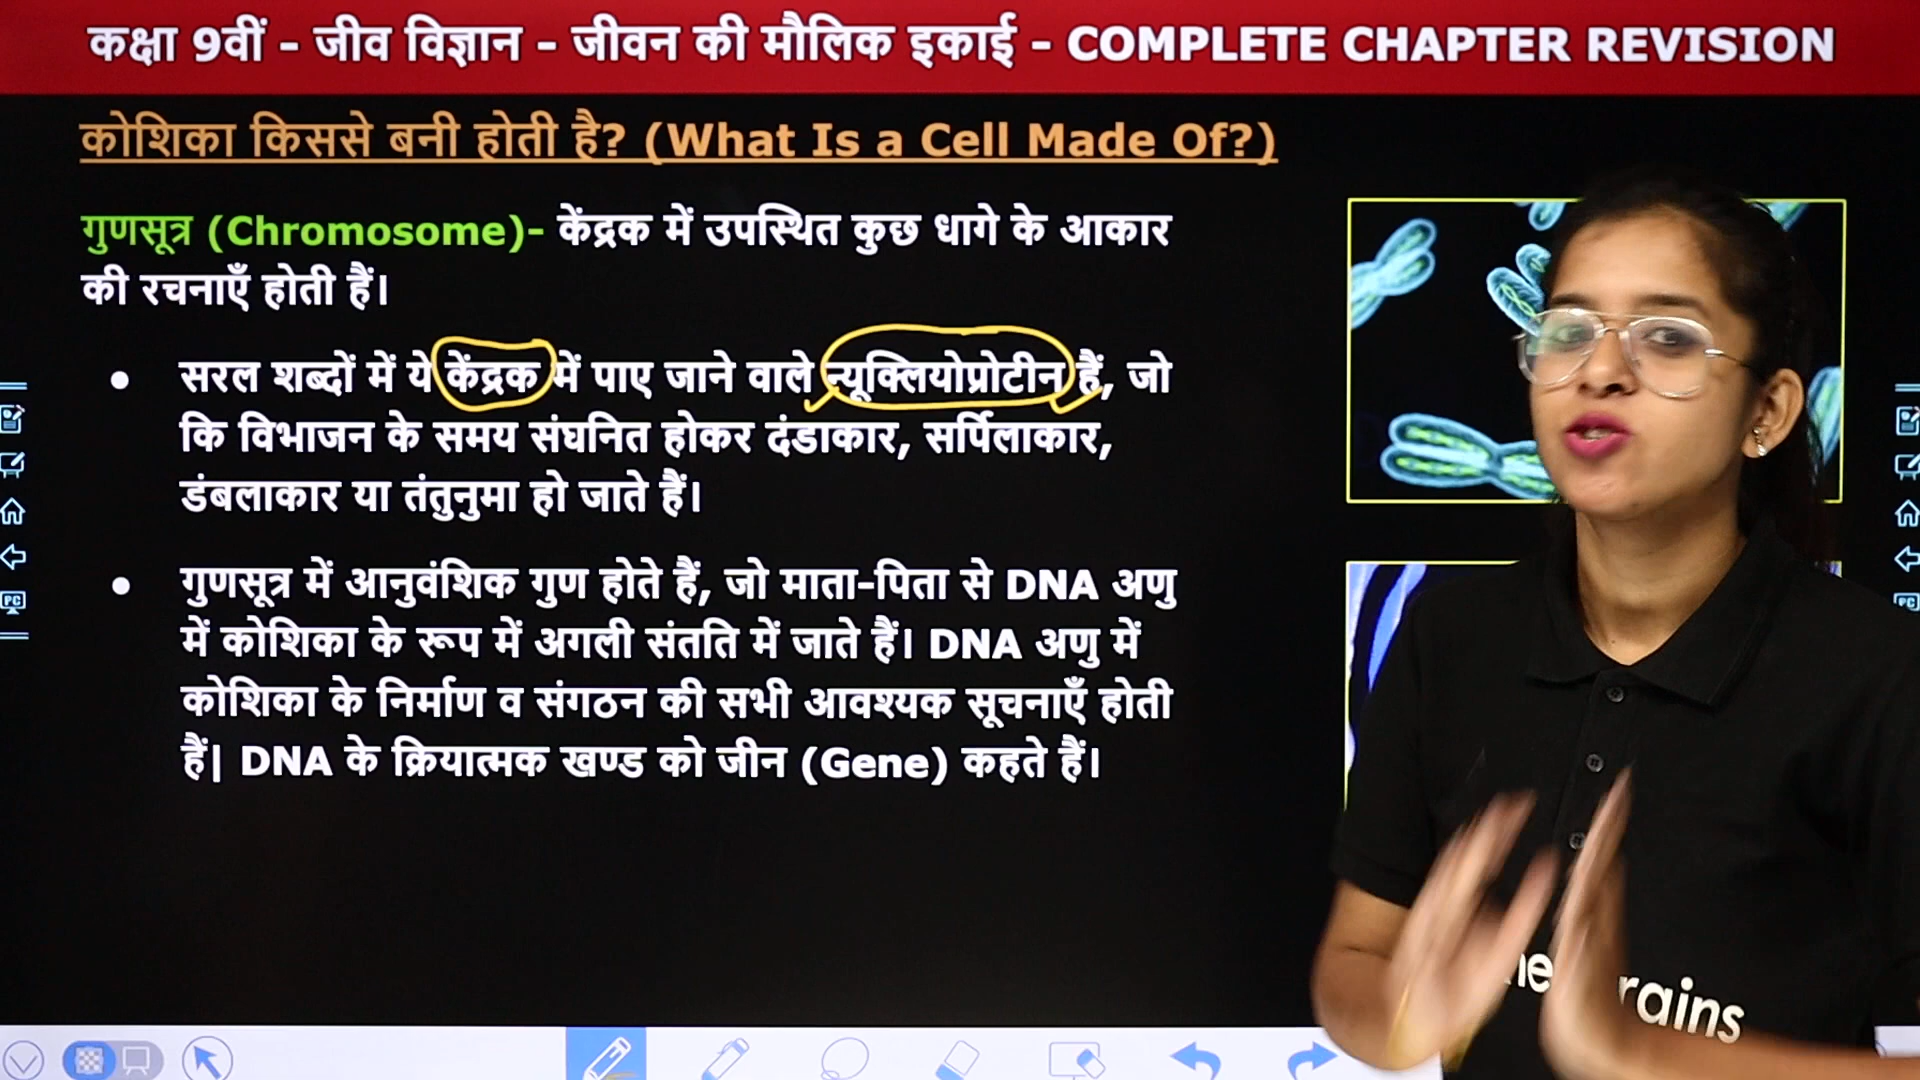 कक्षा 9वीं - जीव विज्ञान - जीवन की मौलिक इकाई - COMPLETE CHAPTER REVISION
कोशिका किससे बनी होती है? (What Is a Cell Made Of?)
गुणसूत्र (Chromosome)- केंद्रक में उपस्थित कुछ धागे के आकार
की रचनाएँ होती हैं।
• सरल शब्दों में ये केंद्रक में पाए जाने वाले न्यूक्लियोप्रोटीन हैं, जो
कि विभाजन के समय संघनित होकर दंडाकार, सर्पिलाकार,
डंबलाकार या तंतुनुमा हो जाते हैं।
• गुणसूत्र में आनुवंशिक गुण होते हैं, जो माता-पिता से DNA अणु
में कोशिका के रूप में अगली संतति में जाते हैं। DNA अणु में
कोशिका के निर्माण व संगठन की सभी आवश्यक सूचनाएँ होती
हैं| DNA के क्रियात्मक खण्ड को जीन (Gene) कहते हैं।
PC
PC